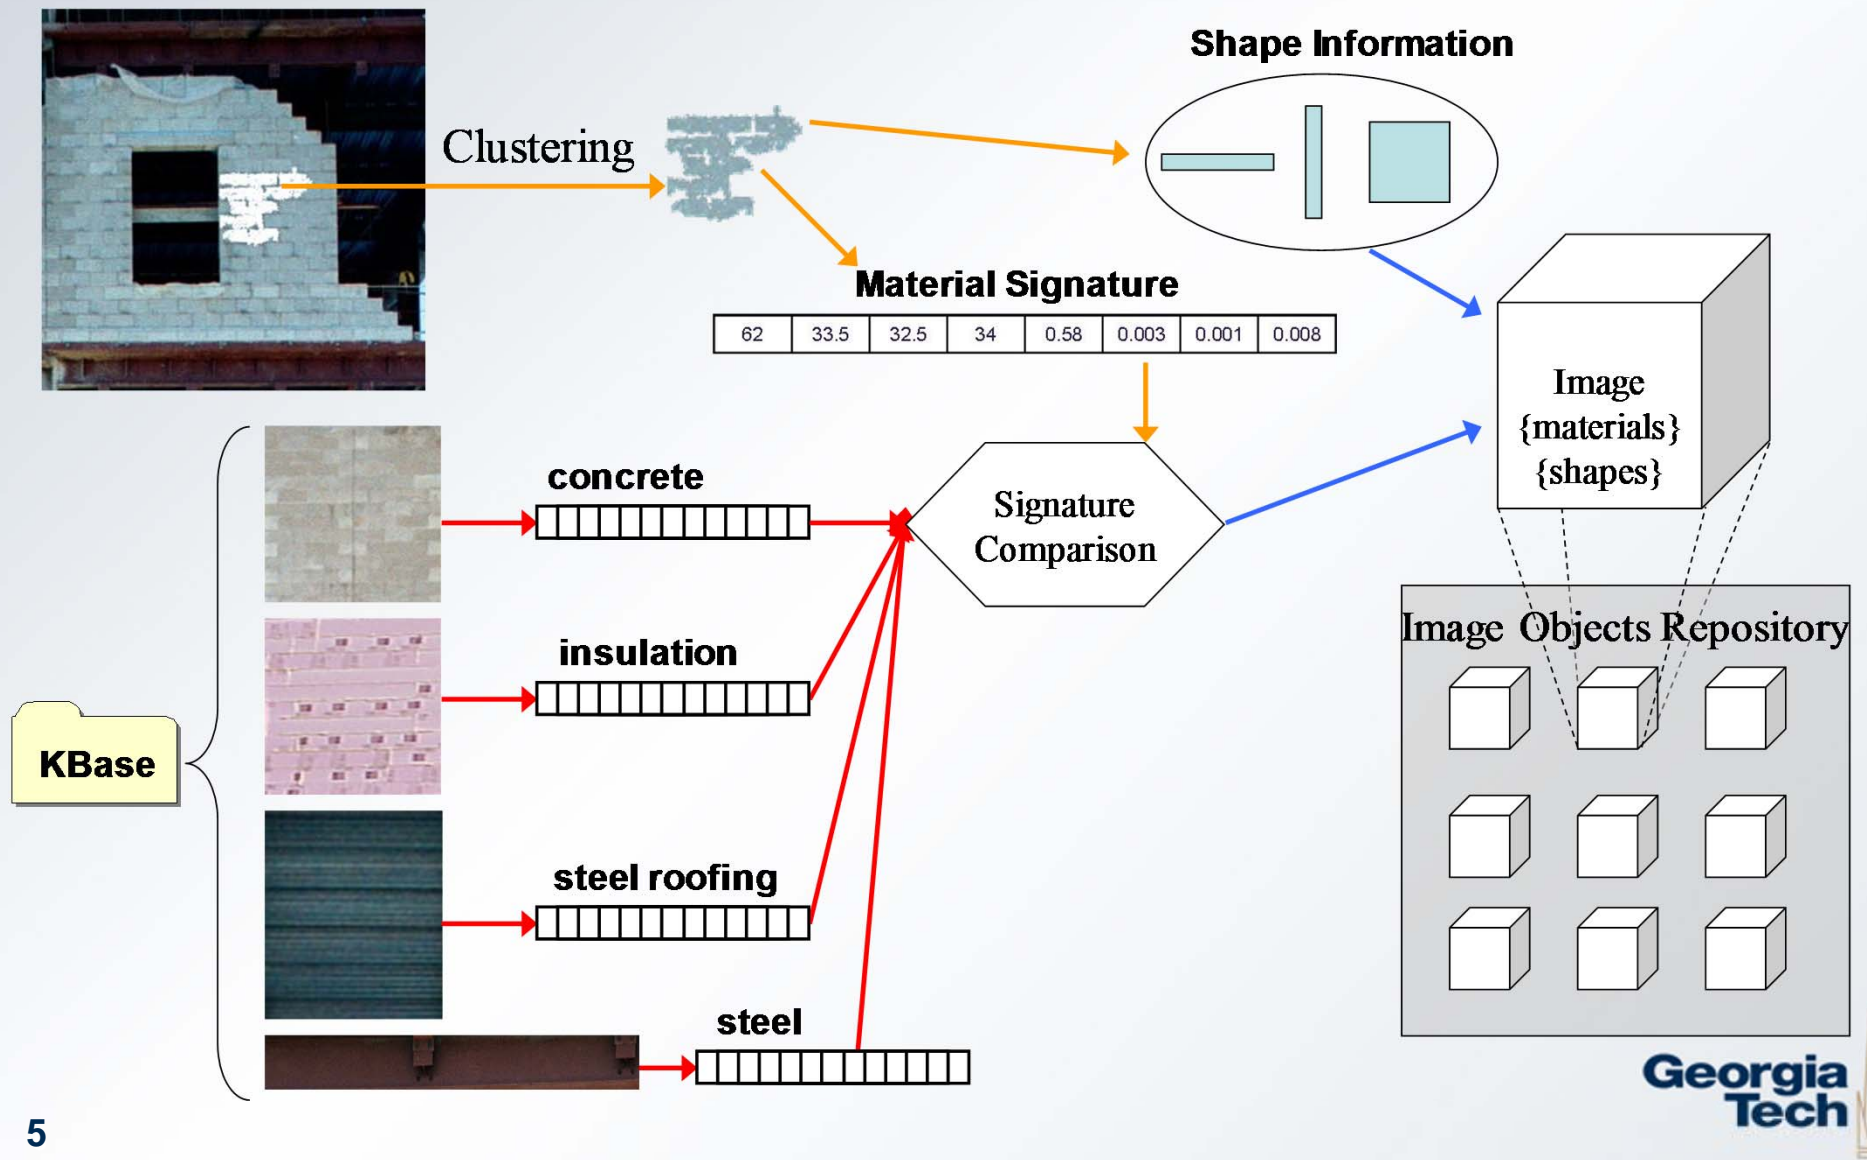 Shape Information
Clustering
Material Signature
62 33.5 32.5 34 0.58 0.003 0.001 0.008
Image
{materials}
{shapes}
concrete
Signature
Comparison
insulation
Image Objects Repository
KBase
steel roofing
steel
Georgia
Tech
5